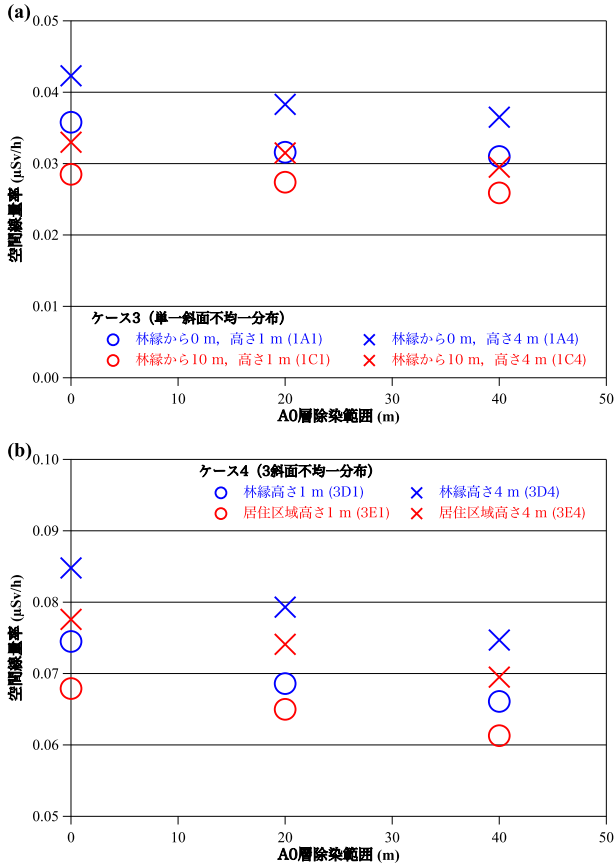 (a)
0.05
0.04
0.03
0.02
0.01
0.00
空間線量率 (μSv/h)
ケース3（単一斜面不均一分布）
林縁から0 m，高さ1 m (1A1)
林縁から0 m，高さ4 m (1A4)
林縁から10 m，高さ1 m (1C1)
林縁から10 m，高さ4 m (1C4)
0 10 20 30 40 50
A0層除染範囲 (m)
(b)
0.10
0.09
0.08
0.07
0.06
0.05
空間線量率 (μSv/h)
ケース4（3斜面不均一分布）
林縁高さ1 m (3D1)
林縁高さ4 m (3D4)
居住区域高さ1 m (3E1)
居住区域高さ4 m (3E4)
0 10 20 30 40 50
A0層除染範囲 (m)